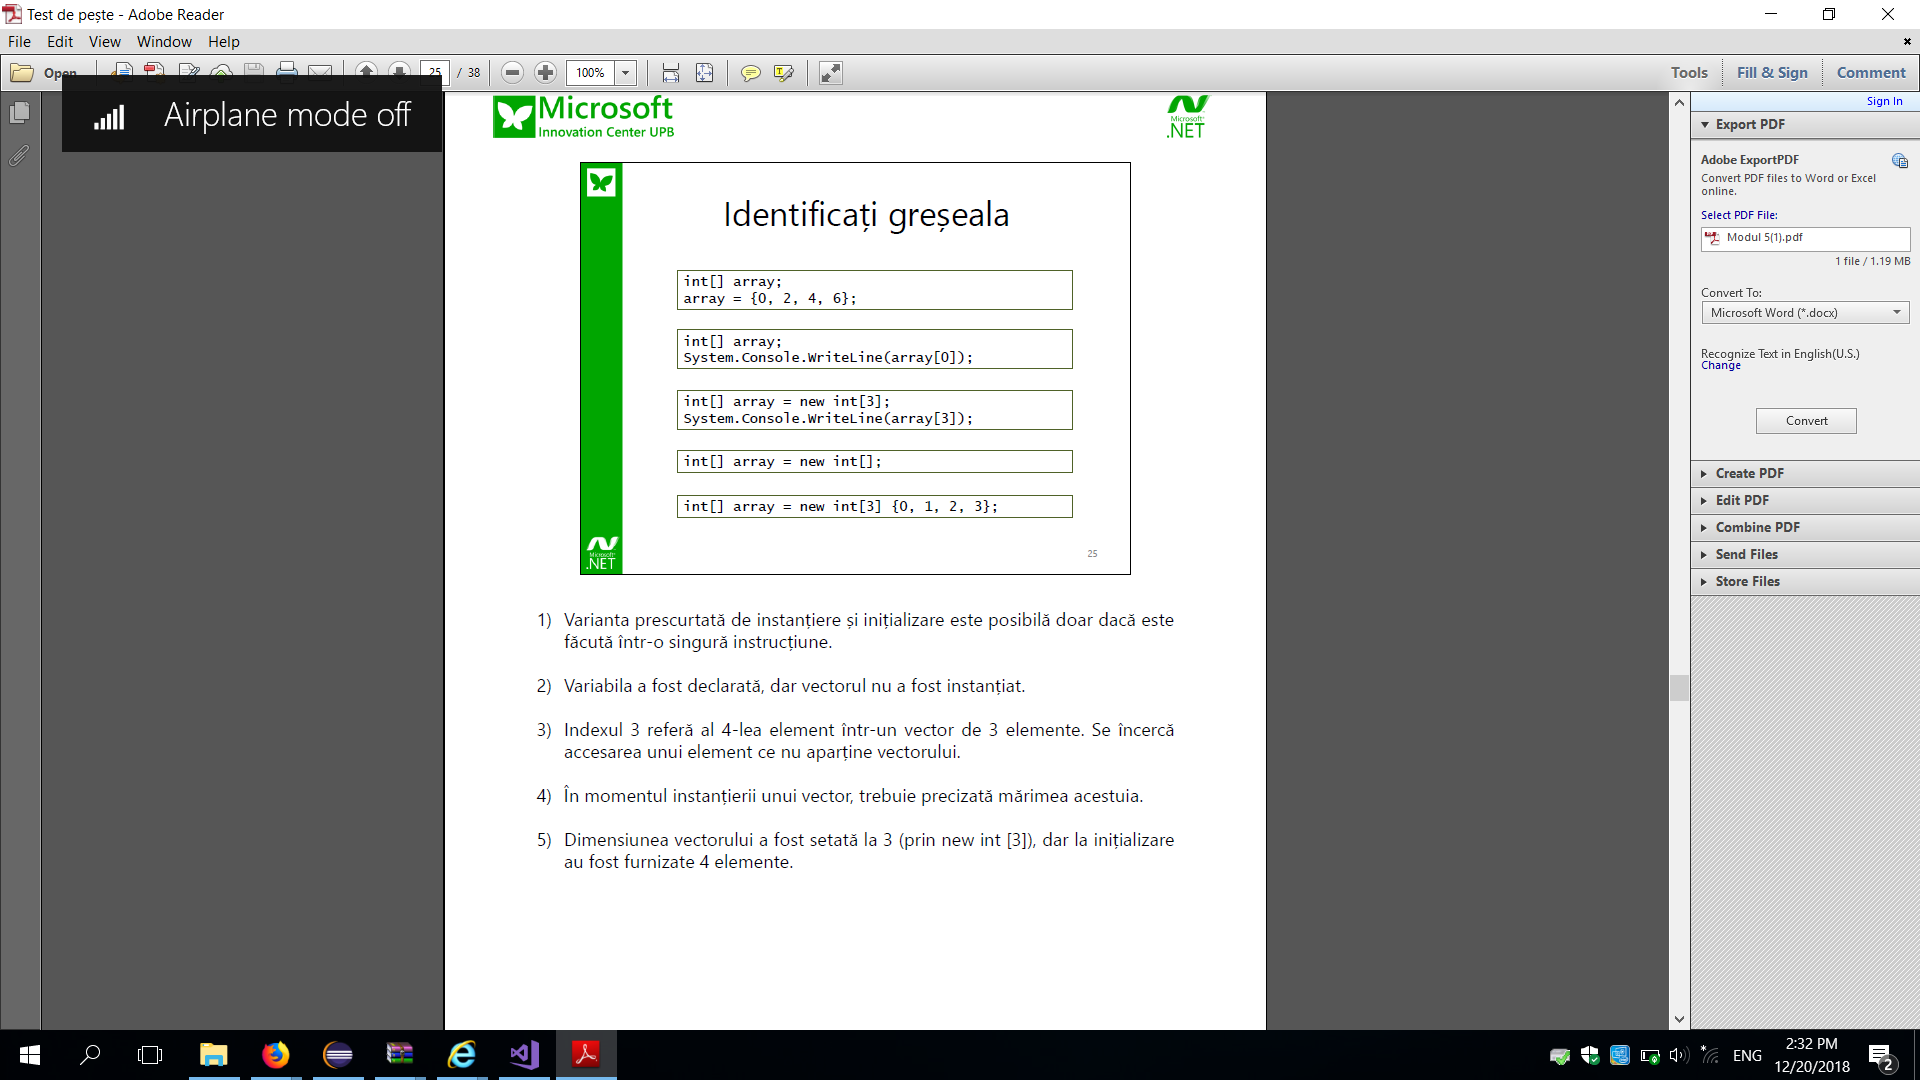 Test de pește - Adobe Reader
File Edit View Window Help
Open 25 / 38 100% Tools Fill & Sign Comment
Airplane mode off
Sign In
Microsoft
Innovation Center UPB
Microsoft
.NET
Identificați greșeala
int[] array;
array = {0, 2, 4, 6};
int[] array;
System.Console.WriteLine(array[0]);
int[] array = new int[3];
System.Console.WriteLine(array[3]);
int[] array = new int[];
int[] array = new int[3] {0, 1, 2, 3};
Microsoft
.NET
25
1) Varianta prescurtată de instanțiere și inițializare este posibilă doar dacă este
făcută într-o singură instrucțiune.
2) Variabila a fost declarată, dar vectorul nu a fost instanțiat.
3) Indexul 3 referă al 4-lea element într-un vector de 3 elemente. Se încercă
accesarea unui element ce nu aparține vectorului.
4) În momentul instanțierii unui vector, trebuie precizată mărimea acestuia.
5) Dimensiunea vectorului a fost setată la 3 (prin new int [3]), dar la inițializare
au fost furnizate 4 elemente.
Export PDF
Adobe ExportPDF
Convert PDF files to Word or Excel
online.
Select PDF File:
Modul 5(1).pdf
1 file / 1.19 MB
Convert To:
Microsoft Word (*.docx)
Recognize Text in English(U.S.)
Change
Convert
Create PDF
Edit PDF
Combine PDF
Send Files
Store Files
ENG
2:32 PM
12/20/2018
2